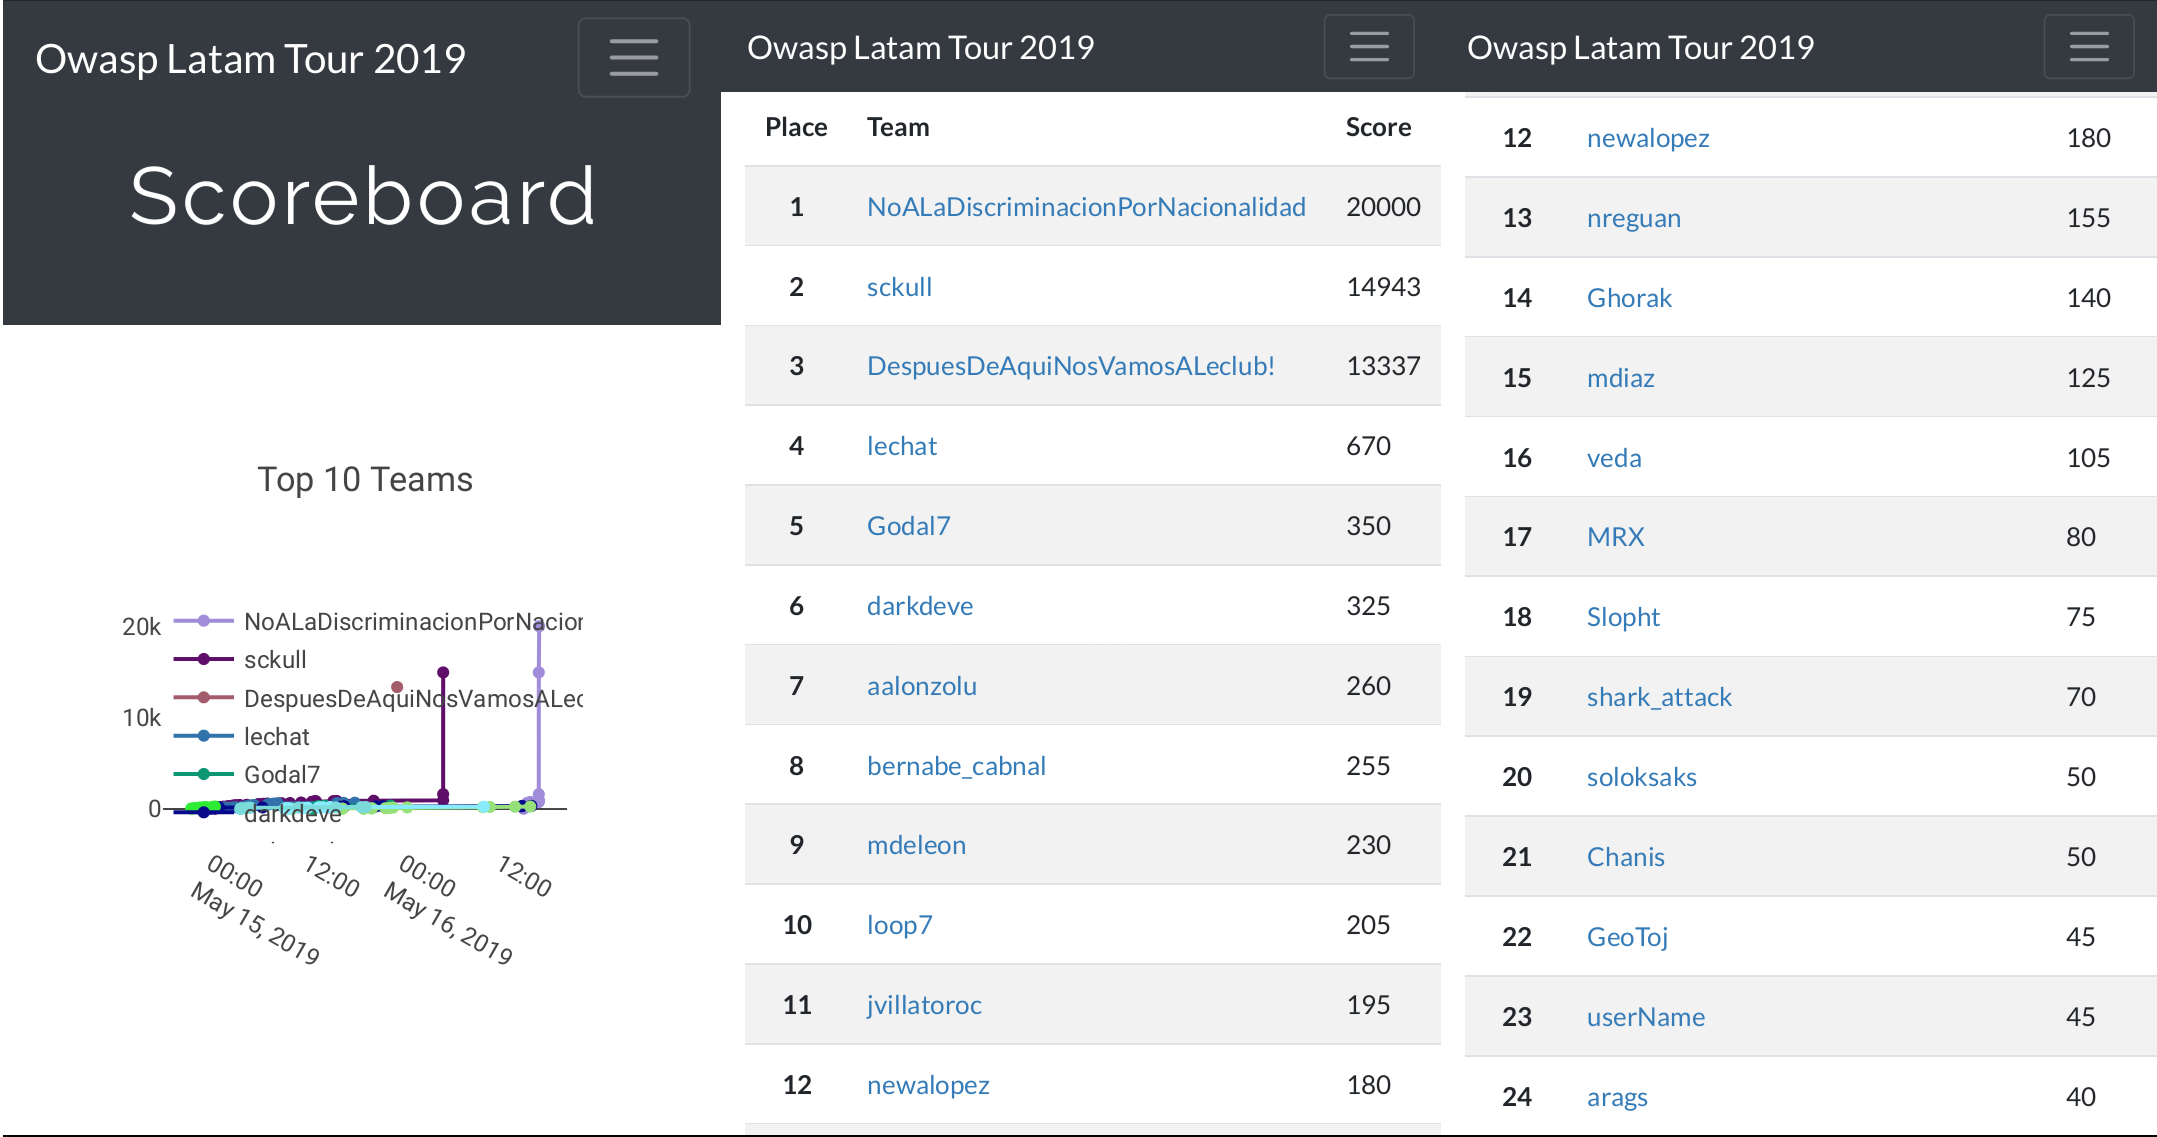 Owasp Latam Tour 2019
Scoreboard
Top 10 Teams
20k
10k
0
NoALaDiscriminacionPorNacior
sckull
DespuesDeAquiNosVamosALec
lechat
Godal7
darkdeve
00:00
May 15, 2019
12:00
00:00
May 16, 2019
12:00
Owasp Latam Tour 2019
Place Team Score
1 NoALaDiscriminacionPorNacionalidad 20000
2 sckull 14943
3 DespuesDeAquiNosVamosALeclub! 13337
4 lechat 670
5 Godal7 350
6 darkdeve 325
7 aalonzolu 260
8 bernabe_cabnal 255
9 mdeleon 230
10 loop7 205
11 jvillatoroc 195
12 newalopez 180
Owasp Latam Tour 2019
12 newalopez 180
13 nreguan 155
14 Ghorak 140
15 mdiaz 125
16 veda 105
17 MRX 80
18 Slopht 75
19 shark_attack 70
20 soloksaks 50
21 Chanis 50
22 GeoToj 45
23 userName 45
24 arags 40